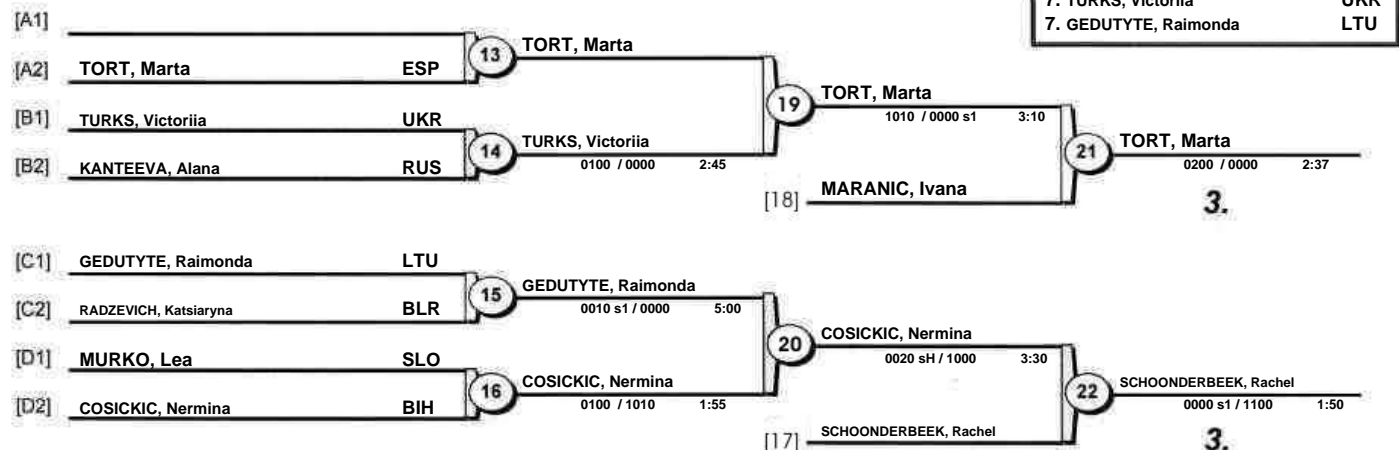 7. TURKS, Victoriia UKR
7. GEDUTYTE, Raimonda LTU
[A1]
[A2] TORT, Marta ESP
13 TORT, Marta
[B1] TURKS, Victoriia UKR
[B2] KANTEEVA, Alana RUS
14 TURKS, Victoriia
0100 / 0000 2:45
19 TORT, Marta
1010 / 0000 s1 3:10
[18] MARANIC, Ivana
21 TORT, Marta
0200 / 0000 2:37
3.
[C1] GEDUTYTE, Raimonda LTU
[C2] RADZEVICH, Katsiaryna BLR
15 GEDUTYTE, Raimonda
0010 s1 / 0000 5:00
[D1] MURKO, Lea SLO
[D2] COSICKIC, Nermina BIH
16 COSICKIC, Nermina
0100 / 1010 1:55
20 COSICKIC, Nermina
0020 sH / 1000 3:30
[17] SCHOONDERBEEK, Rachel
22 SCHOONDERBEEK, Rachel
0000 s1 / 1100 1:50
3.